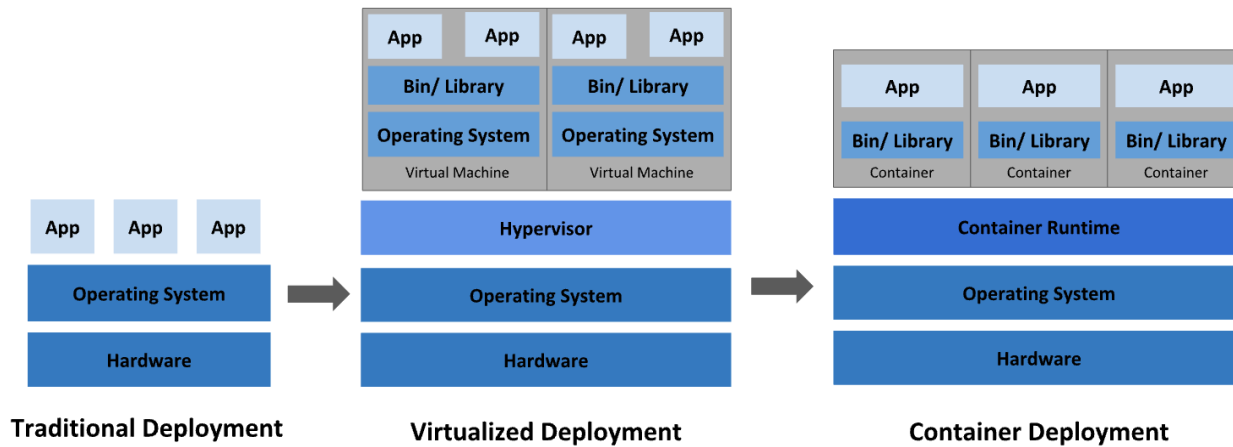 App
App
App
Operating System
Hardware
Traditional Deployment
App
App
App
App
Bin/ Library
Bin/ Library
Operating System
Operating System
Virtual Machine
Virtual Machine
Hypervisor
Operating System
Hardware
Virtualized Deployment
App
App
App
Bin/ Library
Bin/ Library
Bin/ Library
Container
Container
Container
Container Runtime
Operating System
Hardware
Container Deployment